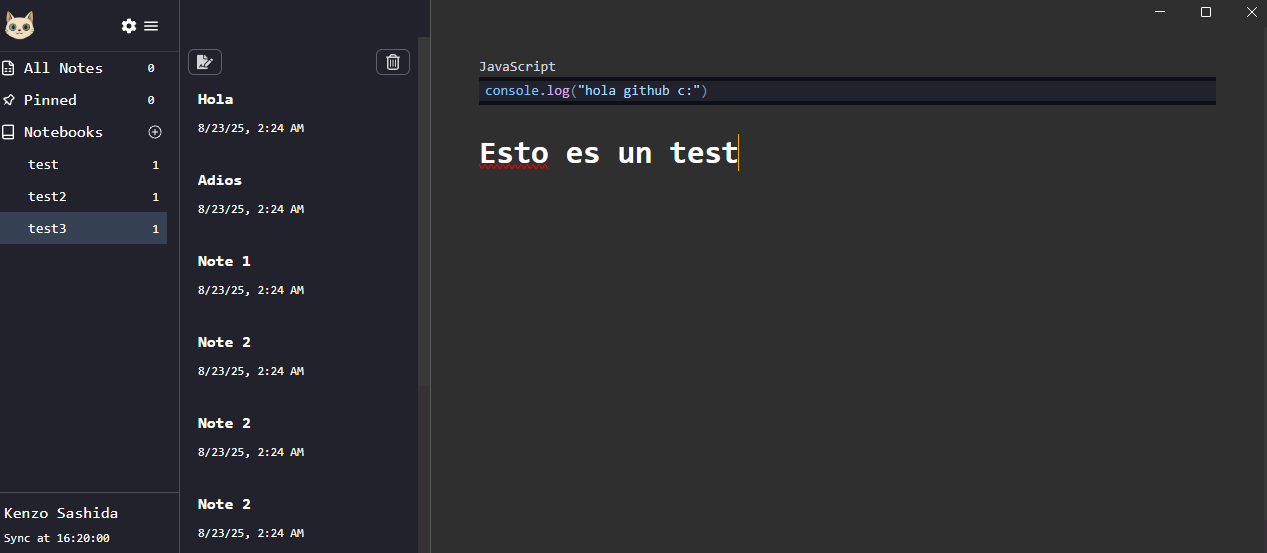 All Notes 0
Pinned 0
Notebooks
test 1
test2 1
test3 1
Kenzo Sashida
Sync at 16:20:00
Hola
8/23/25, 2:24 AM
Adios
8/23/25, 2:24 AM
Note 1
8/23/25, 2:24 AM
Note 2
8/23/25, 2:24 AM
Note 2
8/23/25, 2:24 AM
Note 2
8/23/25, 2:24 AM
JavaScript
console.log("hola github c:")
Esto es un test